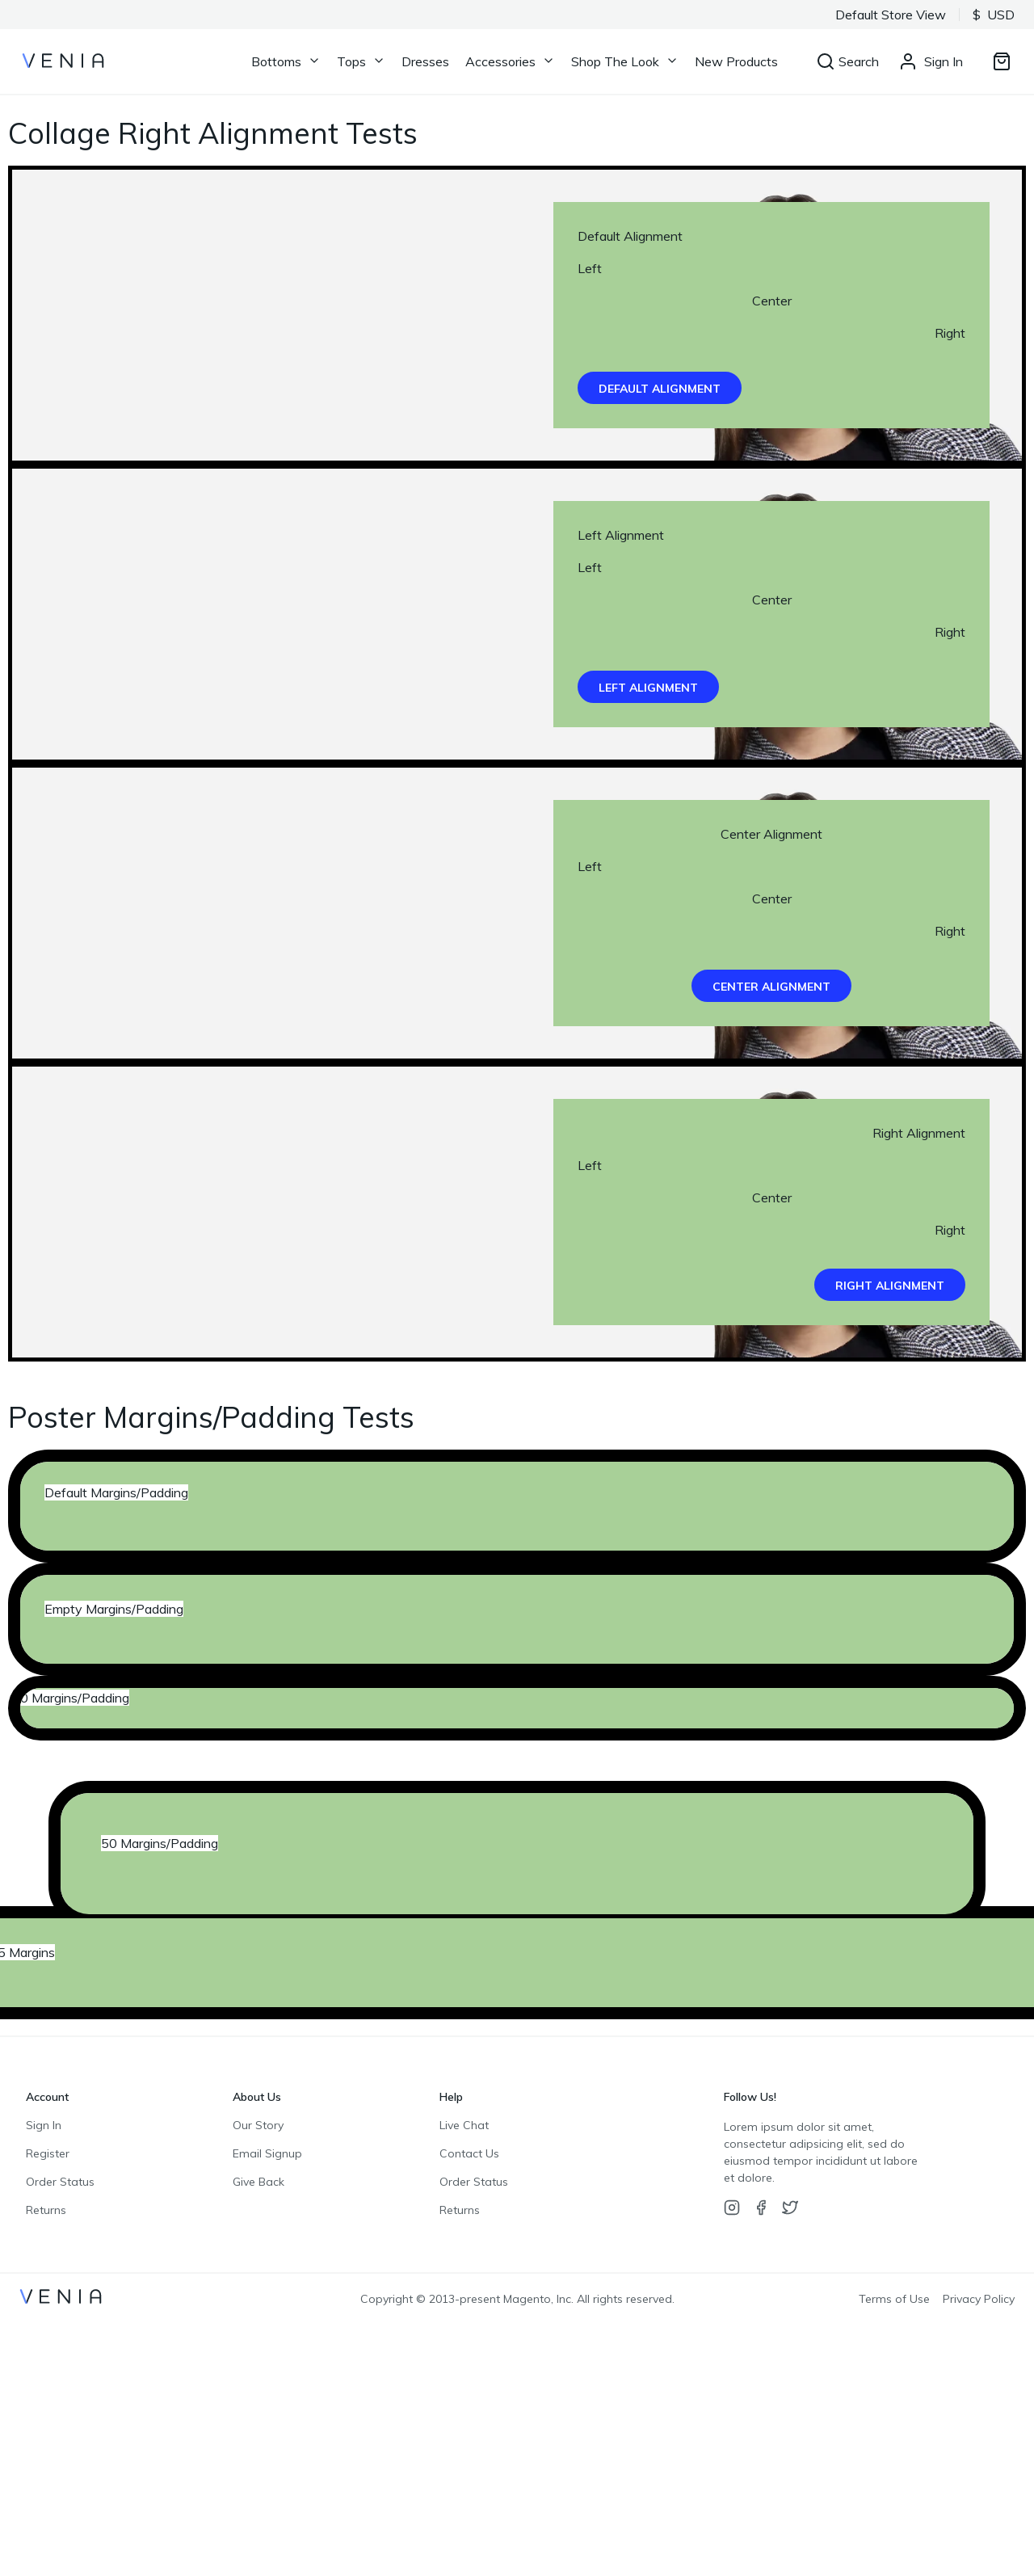 Default Store View
$ USD
VENIA
Bottoms
Tops
Dresses
Accessories
Shop The Look
New Products
Search
Sign In
Collage Right Alignment Tests
Default Alignment
Left
Center
Right
DEFAULT ALIGNMENT
Left Alignment
Left
Center
Right
LEFT ALIGNMENT
Center Alignment
Left
Center
Right
CENTER ALIGNMENT
Right Alignment
Left
Center
Right
RIGHT ALIGNMENT
Poster Margins/Padding Tests
Default Margins/Padding
Empty Margins/Padding
0 Margins/Padding
50 Margins/Padding
5 Margins
Account
Sign In
Register
Order Status
Returns
About Us
Our Story
Email Signup
Give Back
Help
Live Chat
Contact Us
Order Status
Returns
Follow Us!
Lorem ipsum dolor sit amet,
consectetur adipsicing elit, sed do
eiusmod tempor incididunt ut labore
et dolore.
VENIA
Copyright © 2013-present Magento, Inc. All rights reserved.
Terms of Use
Privacy Policy